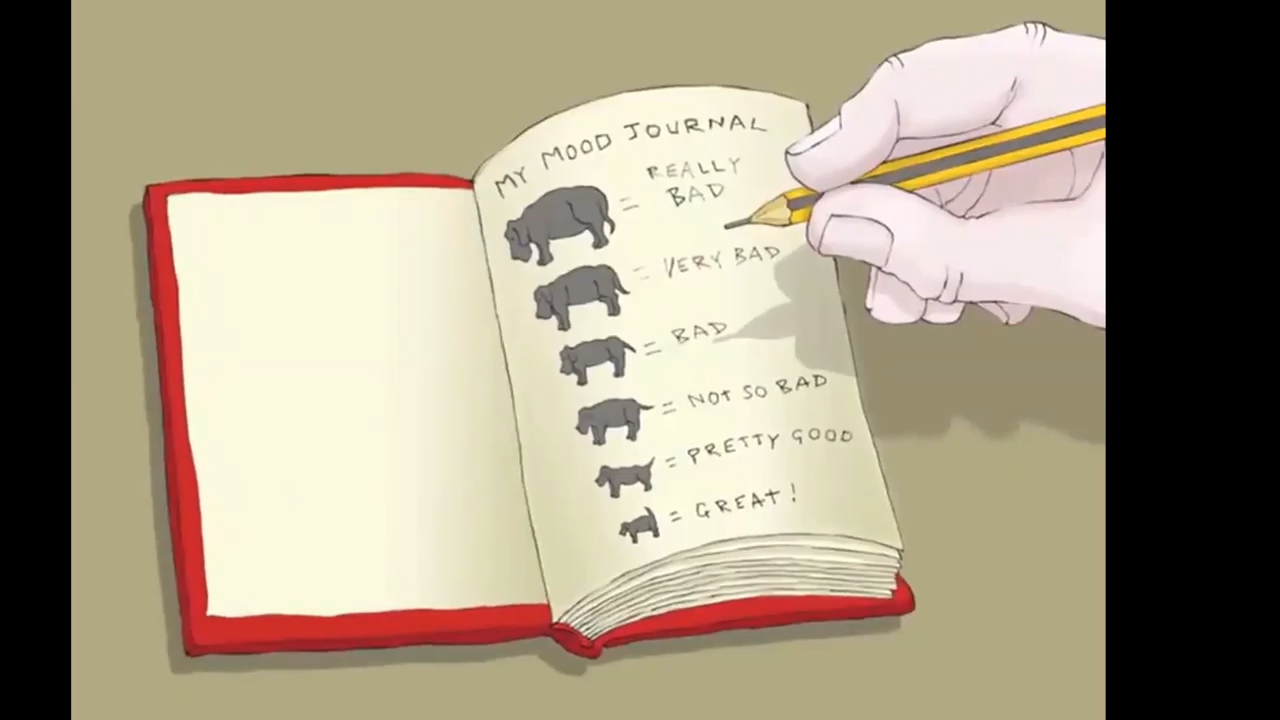 MY MOOD JOURNAL
= REALLY
BAD
= VERY BAD
= BAD
= NOT SO BAD
= PRETTY GOOD
= GREAT!